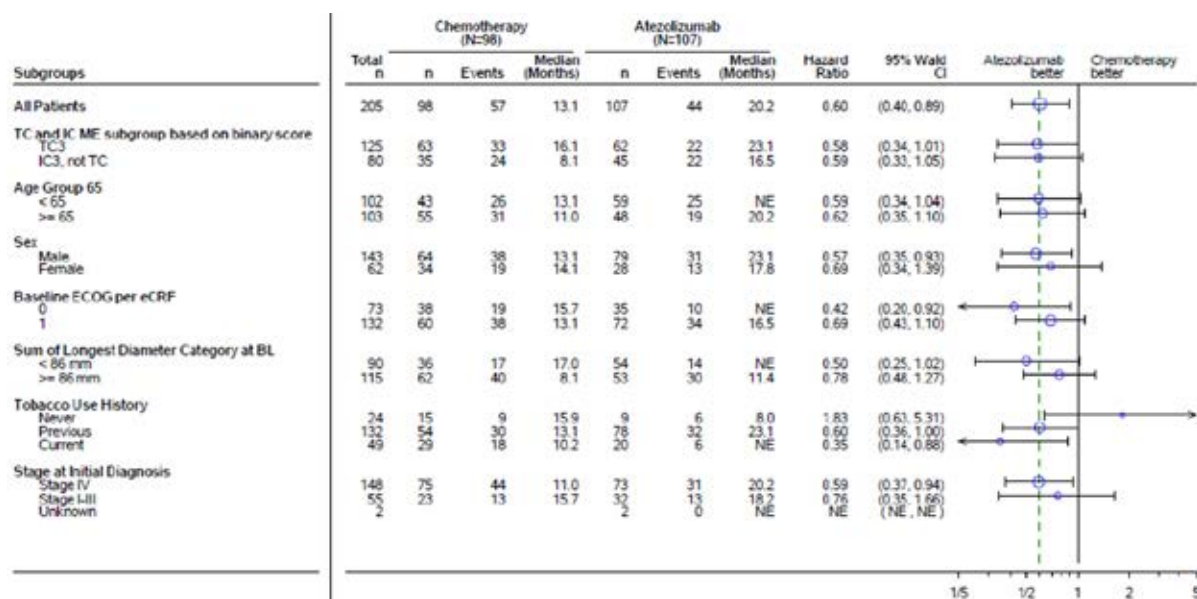 Chemotherapy Atezolizumab
(N=98) (N=107)
Total Median Median Hazard 95% Wald Atezolizumab Chemotherapy
Subgroups n n Events (Months) n Events (Months) Ratio CI better better
All Patients 205 98 57 13.1 107 44 20.2 0.60 (0.40, 0.89)
TC and IC ME subgroup based on binary score
TC3 125 63 33 16.1 62 22 23.1 0.58 (0.34, 1.01)
IC3, not TC 80 35 24 8.1 45 22 16.5 0.59 (0.33, 1.05)
Age Group 65
< 65 102 43 26 13.1 59 25 NE 0.59 (0.34, 1.04)
>= 65 103 55 31 11.0 48 19 20.2 0.62 (0.35, 1.10)
Sex
Male 143 64 38 13.1 79 31 23.1 0.57 (0.35, 0.93)
Female 62 34 19 14.1 28 13 17.8 0.69 (0.34, 1.39)
Baseline ECOG per eCRF
0 73 38 19 15.7 35 10 NE 0.42 (0.20, 0.92)
1 132 60 38 13.1 72 34 16.5 0.69 (0.43, 1.10)
Sum of Longest Diameter Category at BL
< 86 mm 90 36 17 17.0 54 14 NE 0.50 (0.25, 1.02)
>= 86 mm 115 62 40 8.1 53 30 11.4 0.78 (0.48, 1.27)
Tobacco Use History
Never 24 15 9 15.9 9 6 8.0 1.83 (0.63, 5.31)
Previous 132 54 30 13.1 78 32 23.1 0.60 (0.36, 1.00)
Current 49 29 18 10.2 20 6 NE 0.35 (0.14, 0.88)
Stage at Initial Diagnosis
Stage IV 148 75 44 11.0 73 31 20.2 0.59 (0.37, 0.94)
Stage I-III 55 23 13 15.7 32 13 18.2 0.76 (0.35, 1.66)
Unknown 2 2 0 NE NE (NE, NE)
1/5 1/2 1 2 5